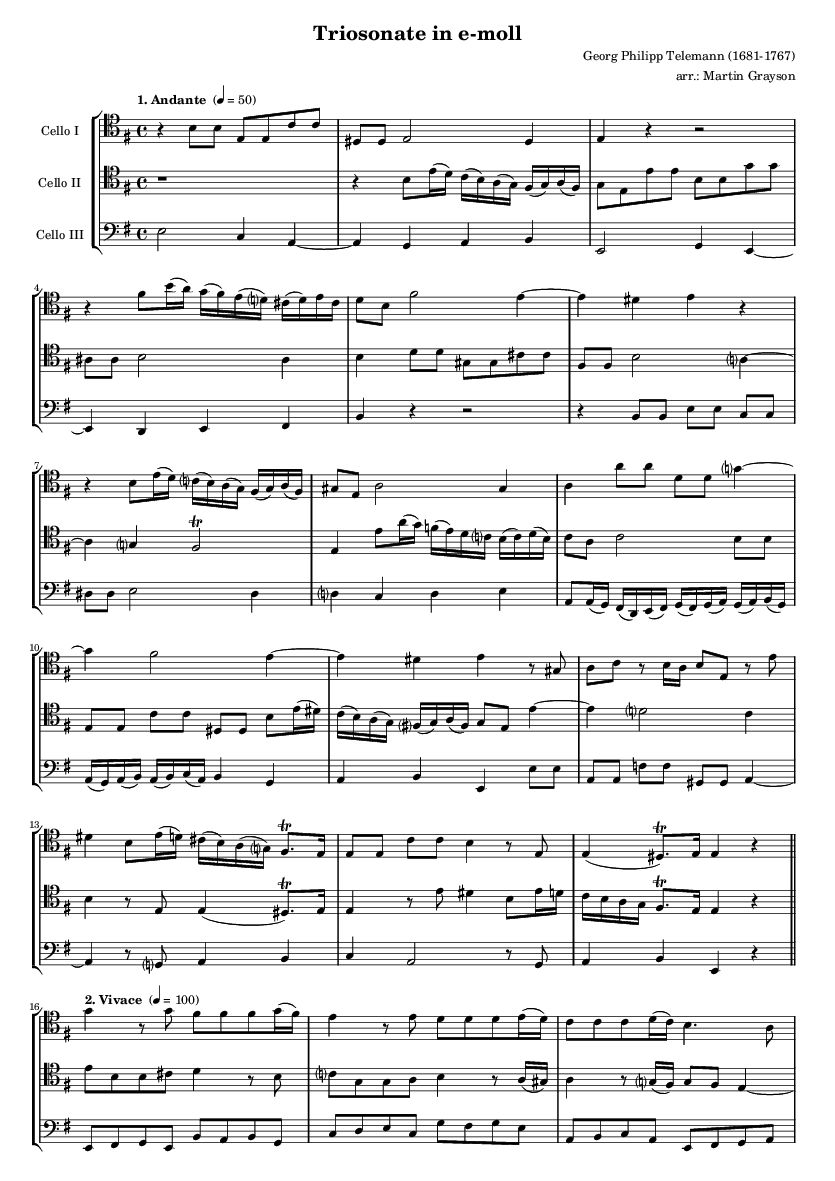 Triosonate in e-moll
Georg Philipp Telemann (1681-1767)
arr.: Martin Grayson
1. Andante (♩ = 50)
Cello I
Cello II
Cello III
4
7
10
13
2. Vivace (♩ = 100)
16